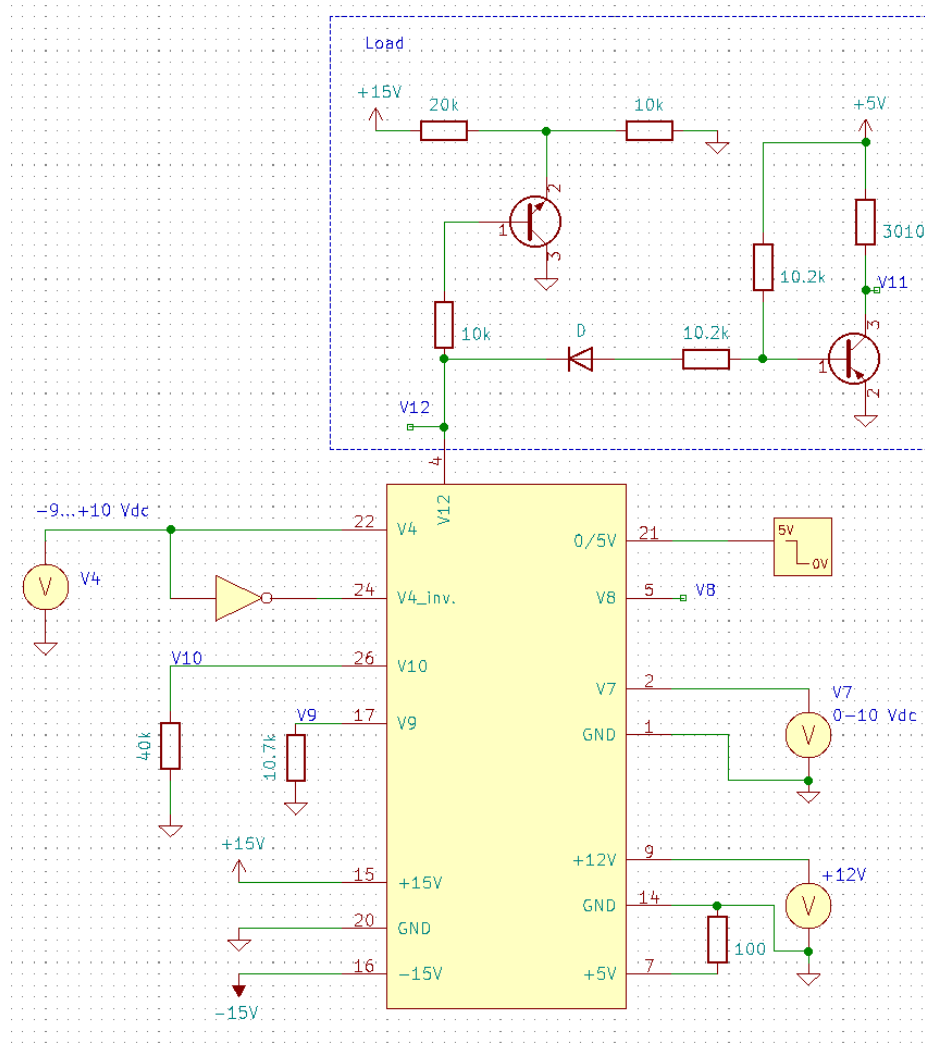 Load
+15V
20k
10k
+5V
2
1
3
3010
10.2k
V11
10k
D
10.2k
3
1
2
V12
4
-9...+10 Vdc
V12
22
V4
0/5V
21
5V
0V
V4
24
V4_inv.
V8
5
V8
V10
26
V10
V7
2
V7
0-10 Vdc
V9
17
V9
GND
1
40k
10.7k
+15V
15
+15V
+12V
9
+12V
V
V
V
20
GND
GND
14
100
16
-15V
+5V
7
-15V